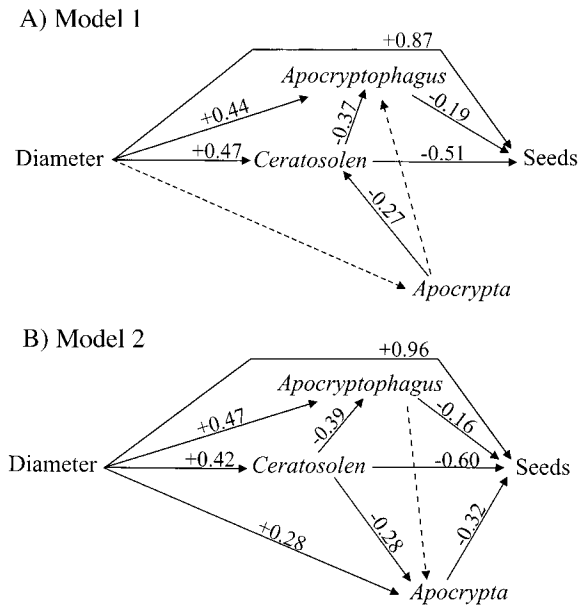 A) Model 1
+0.87
Apocryptophagus
+0.44
-0.37
-0.19
Diameter
+0.47
Ceratosolen
-0.51
Seeds
-0.27
Apocrypta
B) Model 2
+0.96
Apocryptophagus
+0.47
-0.39
-0.16
Diameter
+0.42
Ceratosolen
-0.60
Seeds
+0.28
-0.28
-0.32
Apocrypta